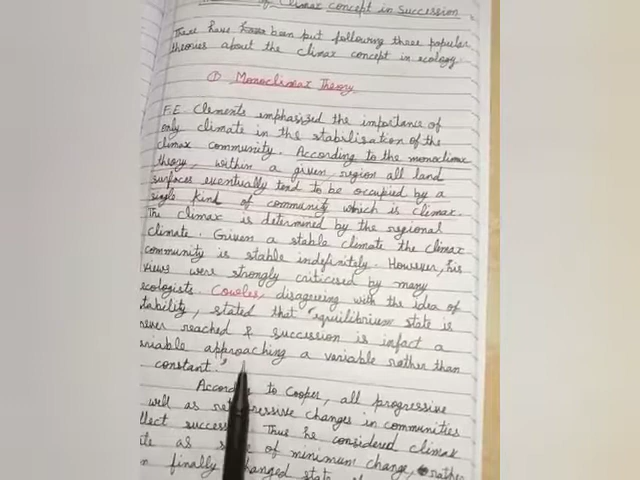 of Climax concept in succession
There have been put following three popular
theories about the climax concept in ecology.
① Monoclimax Theory
F.E. Clements emphasized the importance of
only climate in the stabilisation of the
climax community. According to the monoclimax
theory, within a given region all land
surfaces eventually tend to be occupied by a
single kind of community which is climax.
The climax is determined by the regional
climate. Given a stable climate the climax
community is stable indefinitely. However, his
views were strongly criticised by many
ecologists. Cowles, disagreeing with the idea of
stability, stated that "equilibrium state is
never reached & succession is infact a
variable approaching a variable rather than
constant."
According to Cooper, all progressive
well as retrogressive changes in communities
success Thus he considered climax
as of minimum change, rather
finally changed state